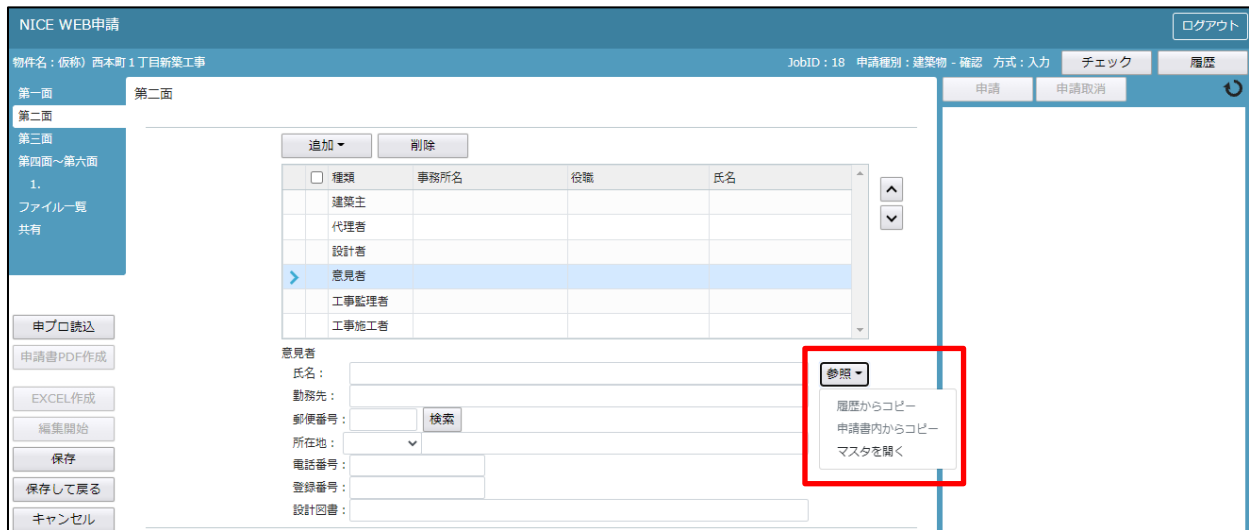 NICE WEB申請
ログアウト
物件名：仮称）西本町１丁目新築工事
JobID：18 申請種別：建築物 - 確認 方式：入力
チェック
履歴
第一面
第二面
第三面
第四面～第六面
1.
ファイル一覧
共有
申プロ読込
申請書PDF作成
EXCEL作成
編集開始
保存
保存して戻る
キャンセル
第二面
追加
削除
種類 事務所名 役職 氏名
建築主
代理者
設計者
意見者
工事監理者
工事施工者
意見者
氏名：
勤務先：
郵便番号：
検索
所在地：
電話番号：
登録番号：
設計図書：
参照
履歴からコピー
申請書内からコピー
マスタを開く
申請
申請取消